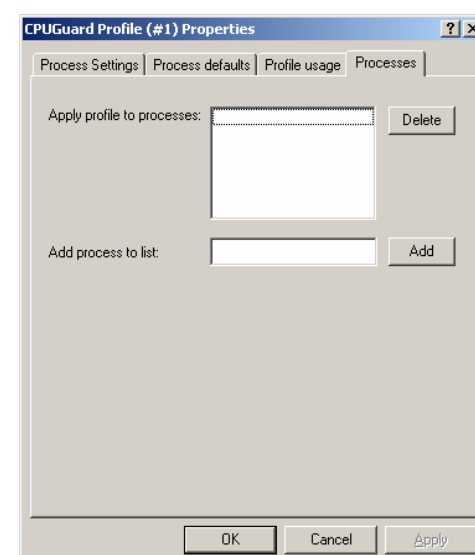 CPUGuard Profile (#1) Properties
Process Settings Process defaults Profile usage Processes
Apply profile to processes: Delete
Add process to list: Add
OK Cancel Apply